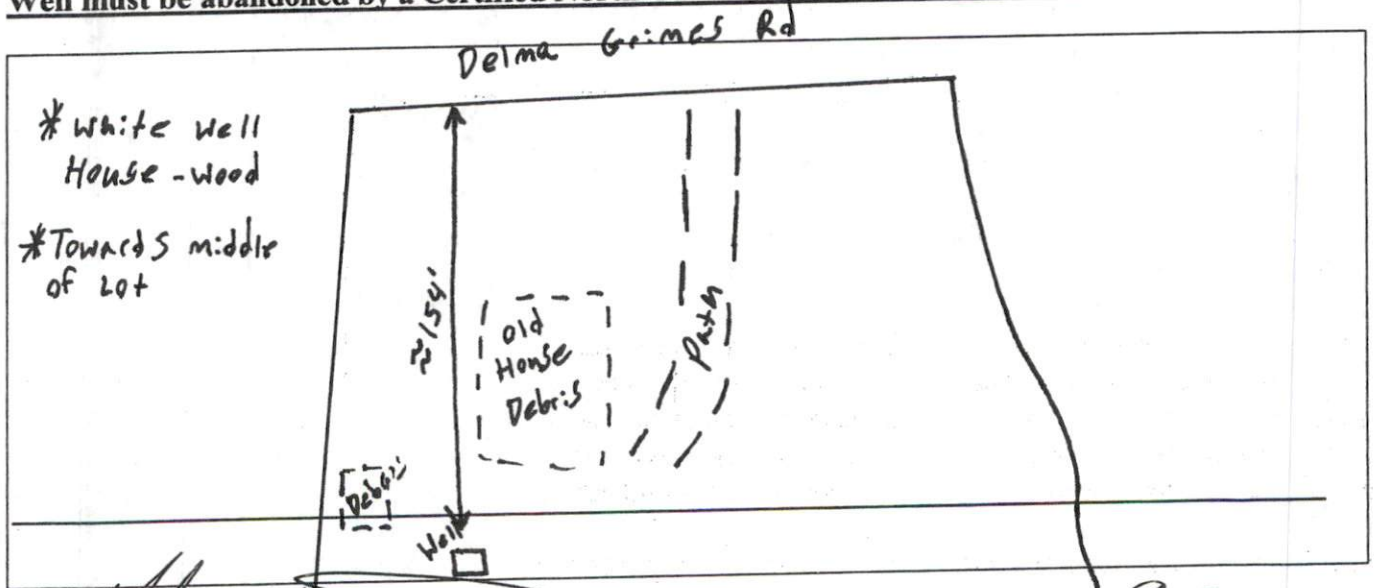 Well must be abandoned by a Certified
Delma Grimes Rd
* White Well
House - Wood
* Towards middle
of Lot
≈154'
Old
House
Debris
Path
Debris
Well